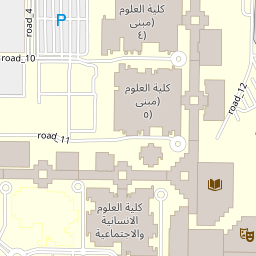 كلية العلوم
(مبنى
٤)
road_4
road_10
road_12
كلية العلوم
(مبنى
٥)
road_11
كلية العلوم
الانسانية
والاجتماعية
P